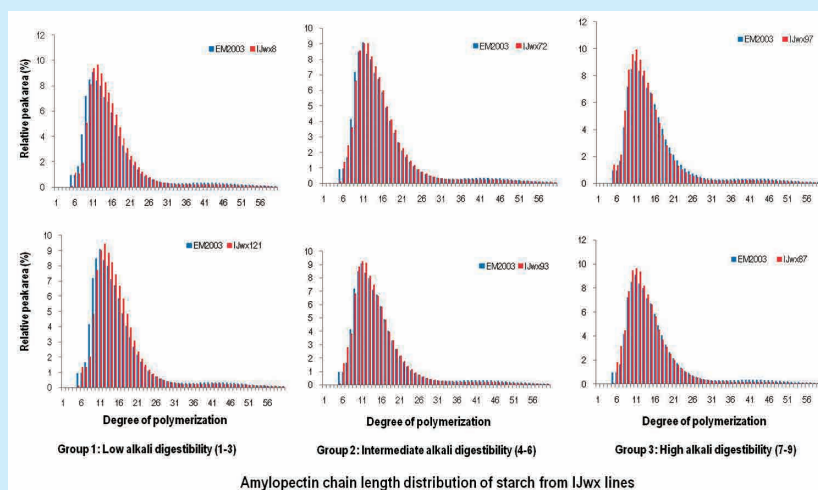 EM2003 IJwx8
Relative peak area (%)
12
10
8
6
4
2
0
1 6 11 16 21 26 31 36 41 46 51 56
EM2003 IJwx72
10
9
8
7
6
5
4
3
2
1
0
1 6 11 16 21 26 31 36 41 46 51 56
EM2003 IJwx97
12
10
8
6
4
2
0
1 6 11 16 21 26 31 36 41 46 51 56
EM2003 IJwx121
Relative peak area (%)
10
9
8
7
6
5
4
3
2
1
0
1 6 11 16 21 26 31 36 41 46 51 56
Degree of polymerization
EM2003 IJwx93
10
9
8
7
6
5
4
3
2
1
0
1 6 11 16 21 26 31 36 41 46 51 56
Degree of polymerization
EM2003 IJwx87
12
10
8
6
4
2
0
1 6 11 16 21 26 31 36 41 46 51 56
Degree of polymerization
Group 1: Low alkali digestibility (1-3)
Group 2: Intermediate alkali digestibility (4-6)
Group 3: High alkali digestibility (7-9)
Amylopectin chain length distribution of starch from IJwx lines